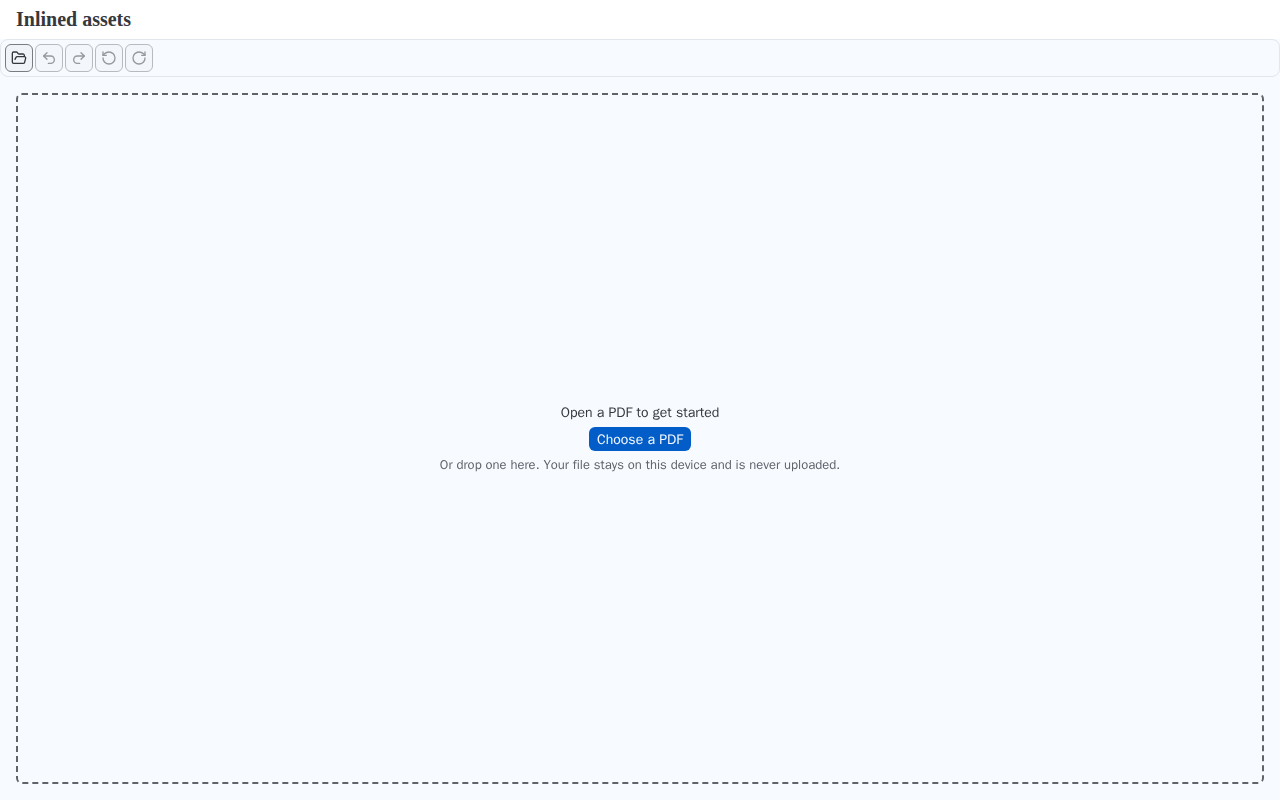 Inlined assets
Open a PDF to get started
Choose a PDF
Or drop one here. Your file stays on this device and is never uploaded.